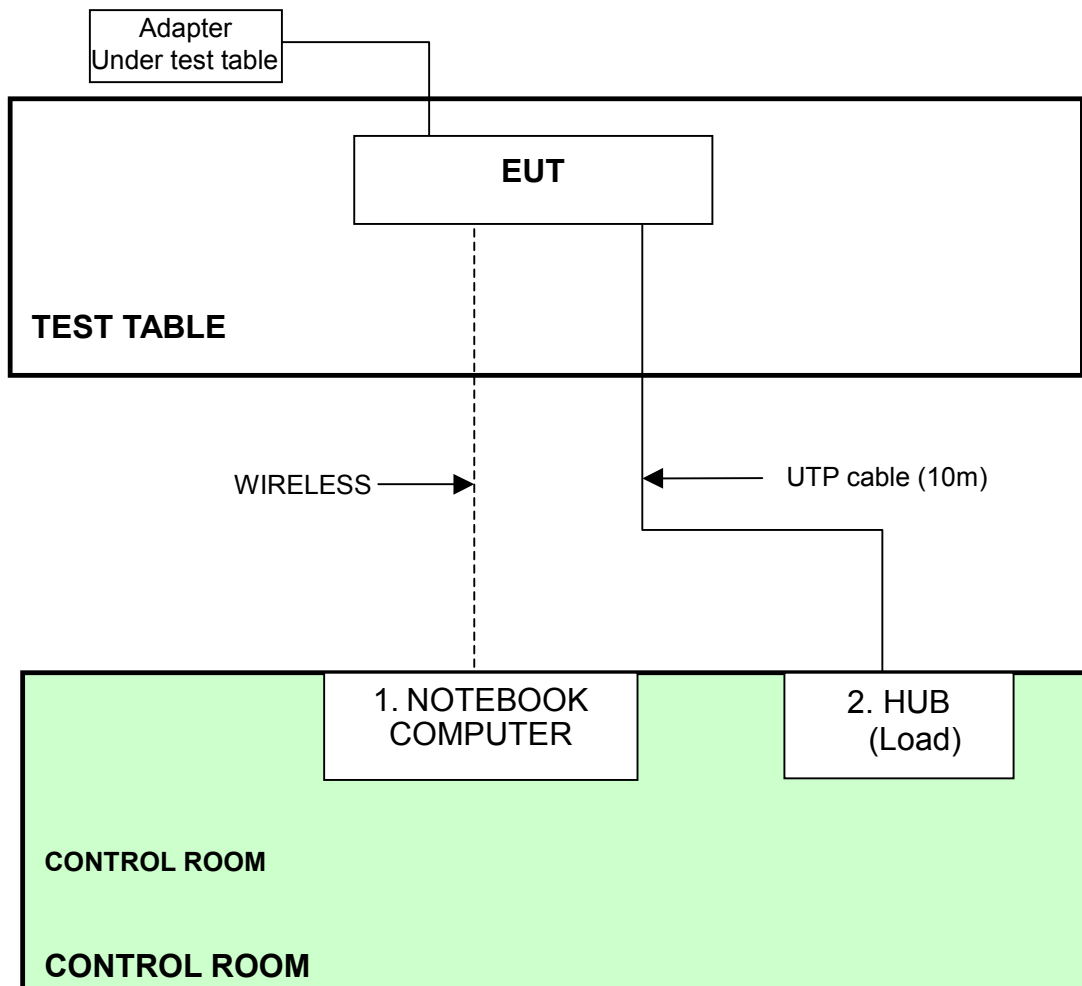 Adapter
Under test table
EUT
TEST TABLE
WIRELESS
UTP cable (10m)
1. NOTEBOOK
COMPUTER
2. HUB
(Load)
CONTROL ROOM
CONTROL ROOM